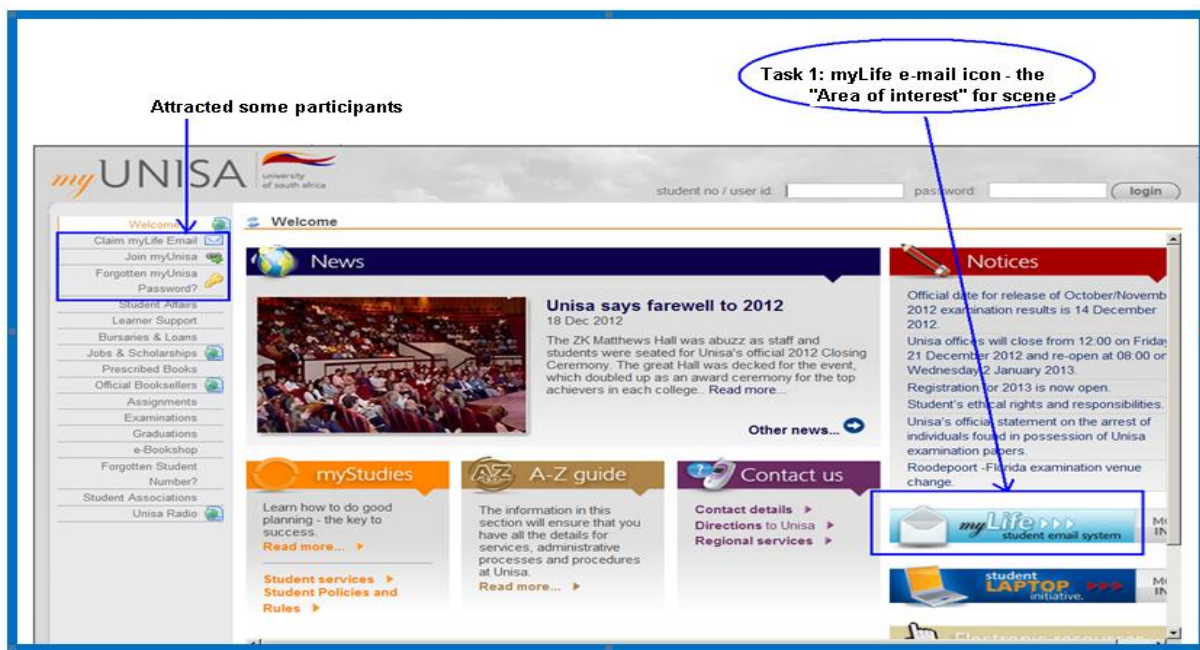 Task 1: myLife e-mail icon - the
"Area of interest" for scene
Attracted some participants
myUNISA
university
of south africa
student no / user id:
password:
login
Welcome
Claim myLife Email
Join myUnisa
Forgotten myUnisa
Password?
Student Affairs
Learner Support
Bursaries & Loans
Jobs & Scholarships
Prescribed Books
Official Booksellers
Assignments
Examinations
Graduations
e-Bookshop
Forgotten Student
Number?
Student Associations
Unisa Radio
Welcome
News
Unisa says farewell to 2012
18 Dec 2012
The ZK Matthews Hall was abuzz as staff and
students were seated for Unisa's official 2012 Closing
Ceremony. The great Hall was decked for the event,
which doubled up as an award ceremony for the top
achievers in each college.. Read more...
Other news...
myStudies
Learn how to do good
planning - the key to
success.
Read more...
Student services
Student Policies and
Rules
A-Z guide
The information in this
section will ensure that you
have all the details for
services, administrative
processes and procedures
at Unisa.
Read more...
Contact us
Contact details
Directions to Unisa
Regional services
Notices
Official date for release of October/Novemb
2012 examination results is 14 December
2012.
Unisa offices will close from 12:00 on Friday
21 December 2012 and re-open at 08:00 on
Wednesday 2 January 2013.
Registration for 2013 is now open.
Student's ethical rights and responsibilities.
Unisa's official statement on the arrest of
individuals found in possession of Unisa
examination papers.
Roodepoort -Florida examination venue
change.
myLife
student email system
MO
IN
student
LAPTOP
initiative.
MO
IN
Electronic resources